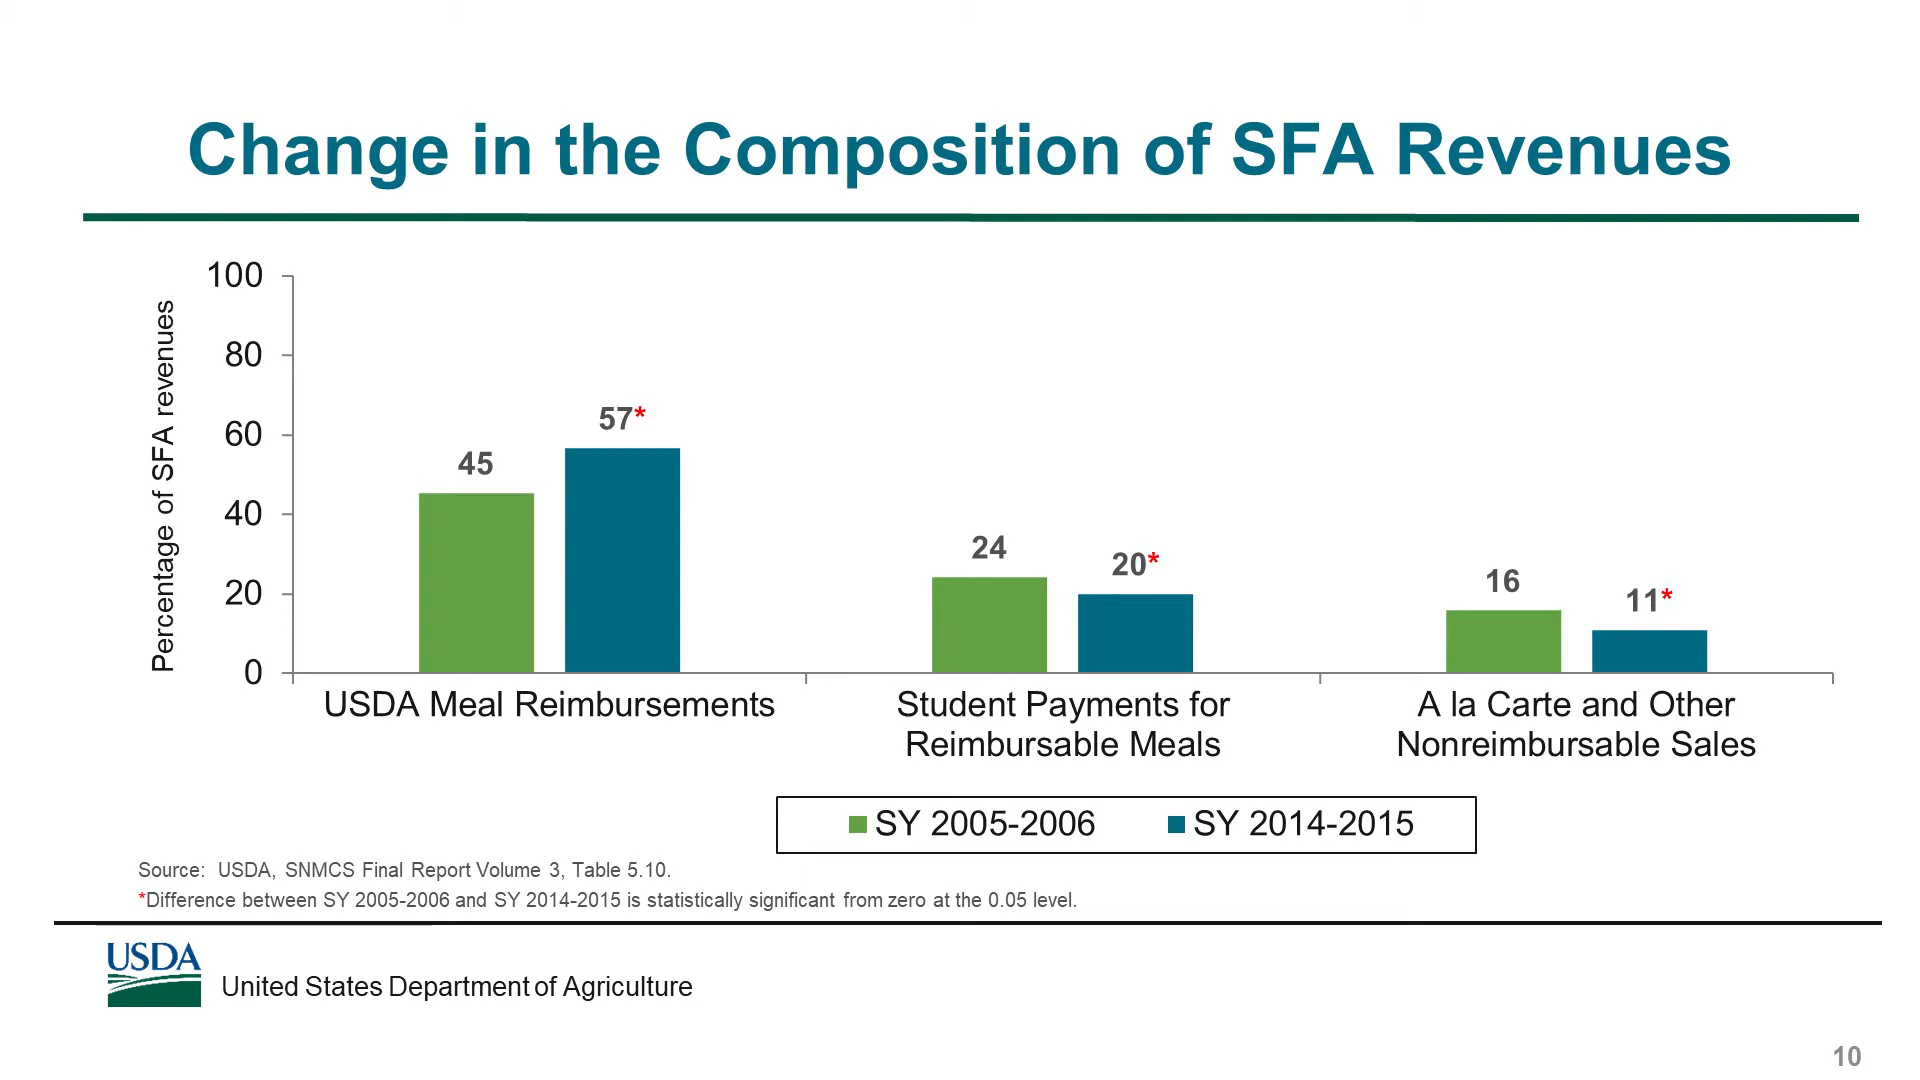 Change in the Composition of SFA Revenues
Percentage of SFA revenues
100
80
60
40
20
0
45
57*
24
20*
16
11*
USDA Meal Reimbursements
Student Payments for
Reimbursable Meals
A la Carte and Other
Nonreimbursable Sales
SY 2005-2006
SY 2014-2015
Source: USDA, SNMCS Final Report Volume 3, Table 5.10.
*Difference between SY 2005-2006 and SY 2014-2015 is statistically significant from zero at the 0.05 level.
USDA
United States Department of Agriculture
10